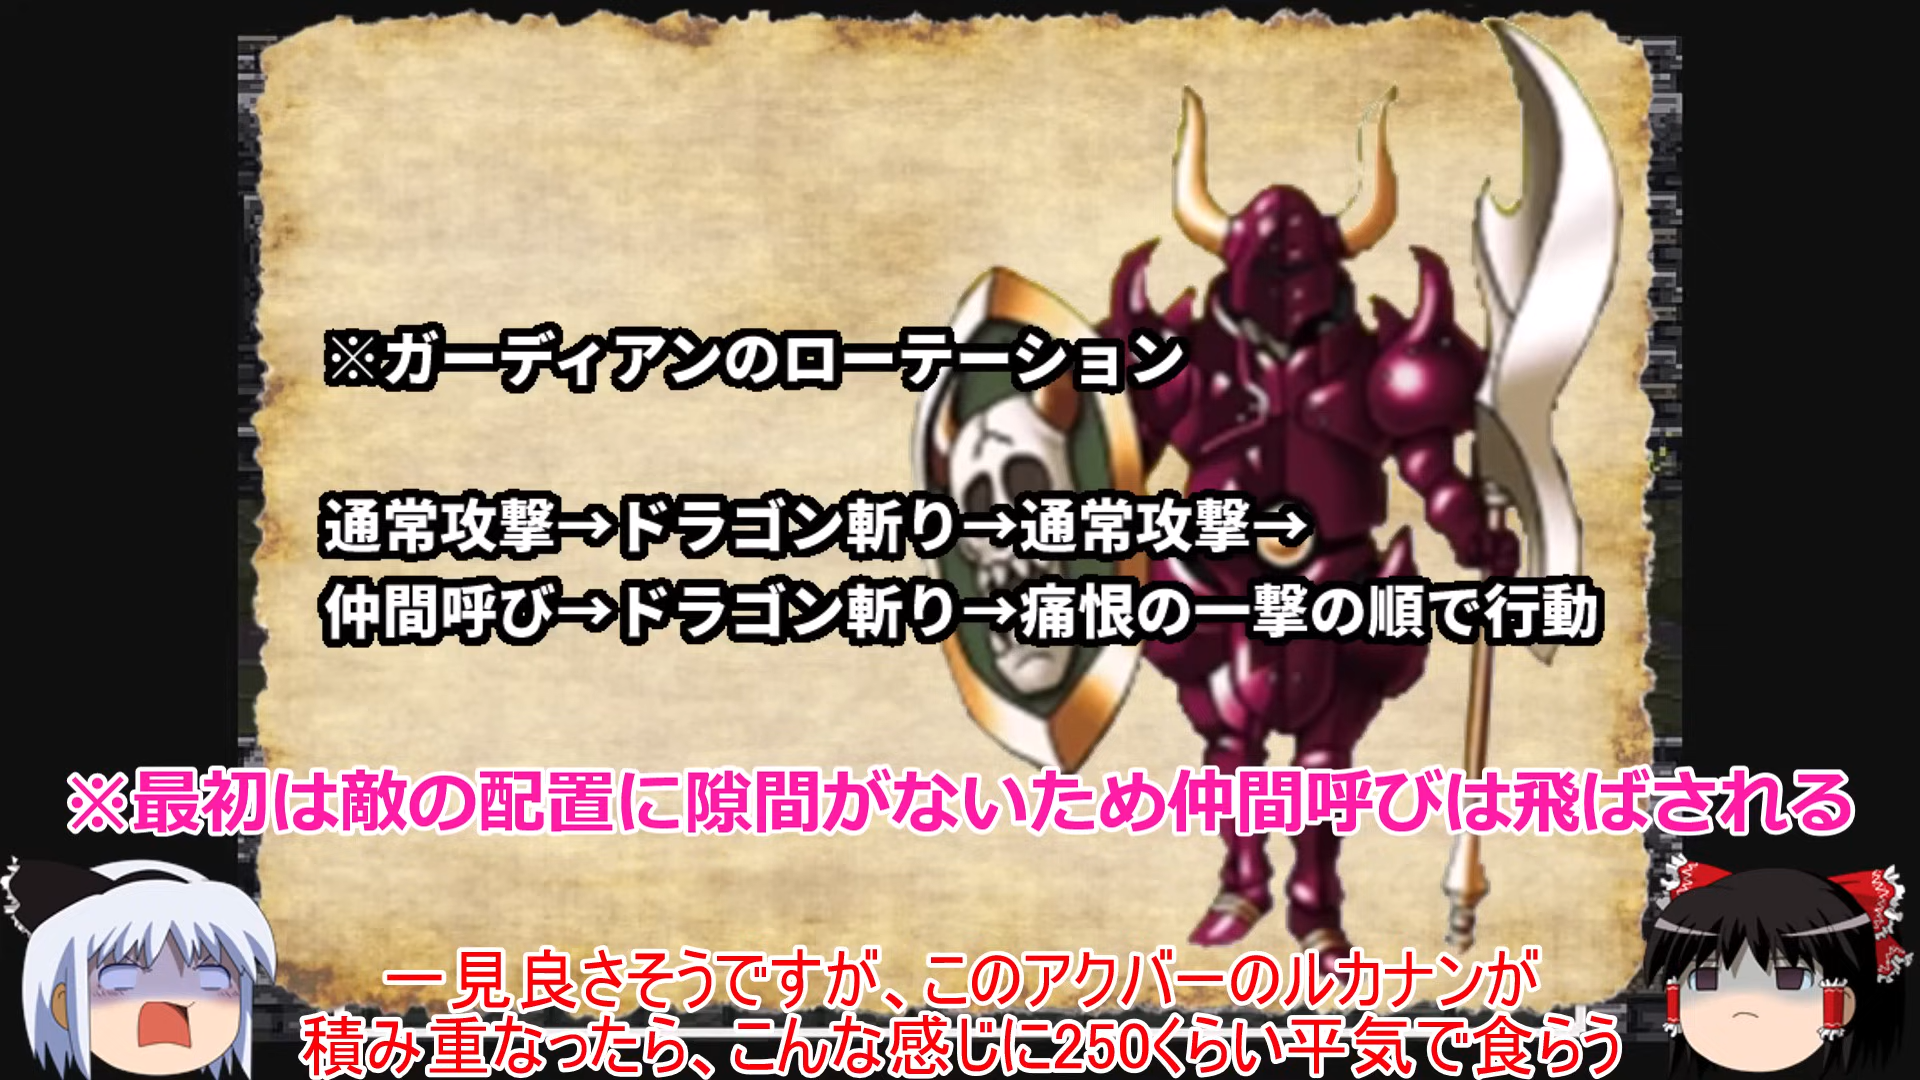 ※ガーディアンのローテーション
通常攻撃→ドラゴン斬り→通常攻撃→
仲間呼び→ドラゴン斬り→痛恨の一撃の順で行動
※最初は敵の配置に隙間がないため仲間呼びは飛ばされる
一見良さそうですが、このアクバーのルカナンが
積み重なったら、こんな感じに250くらい平気で食らう